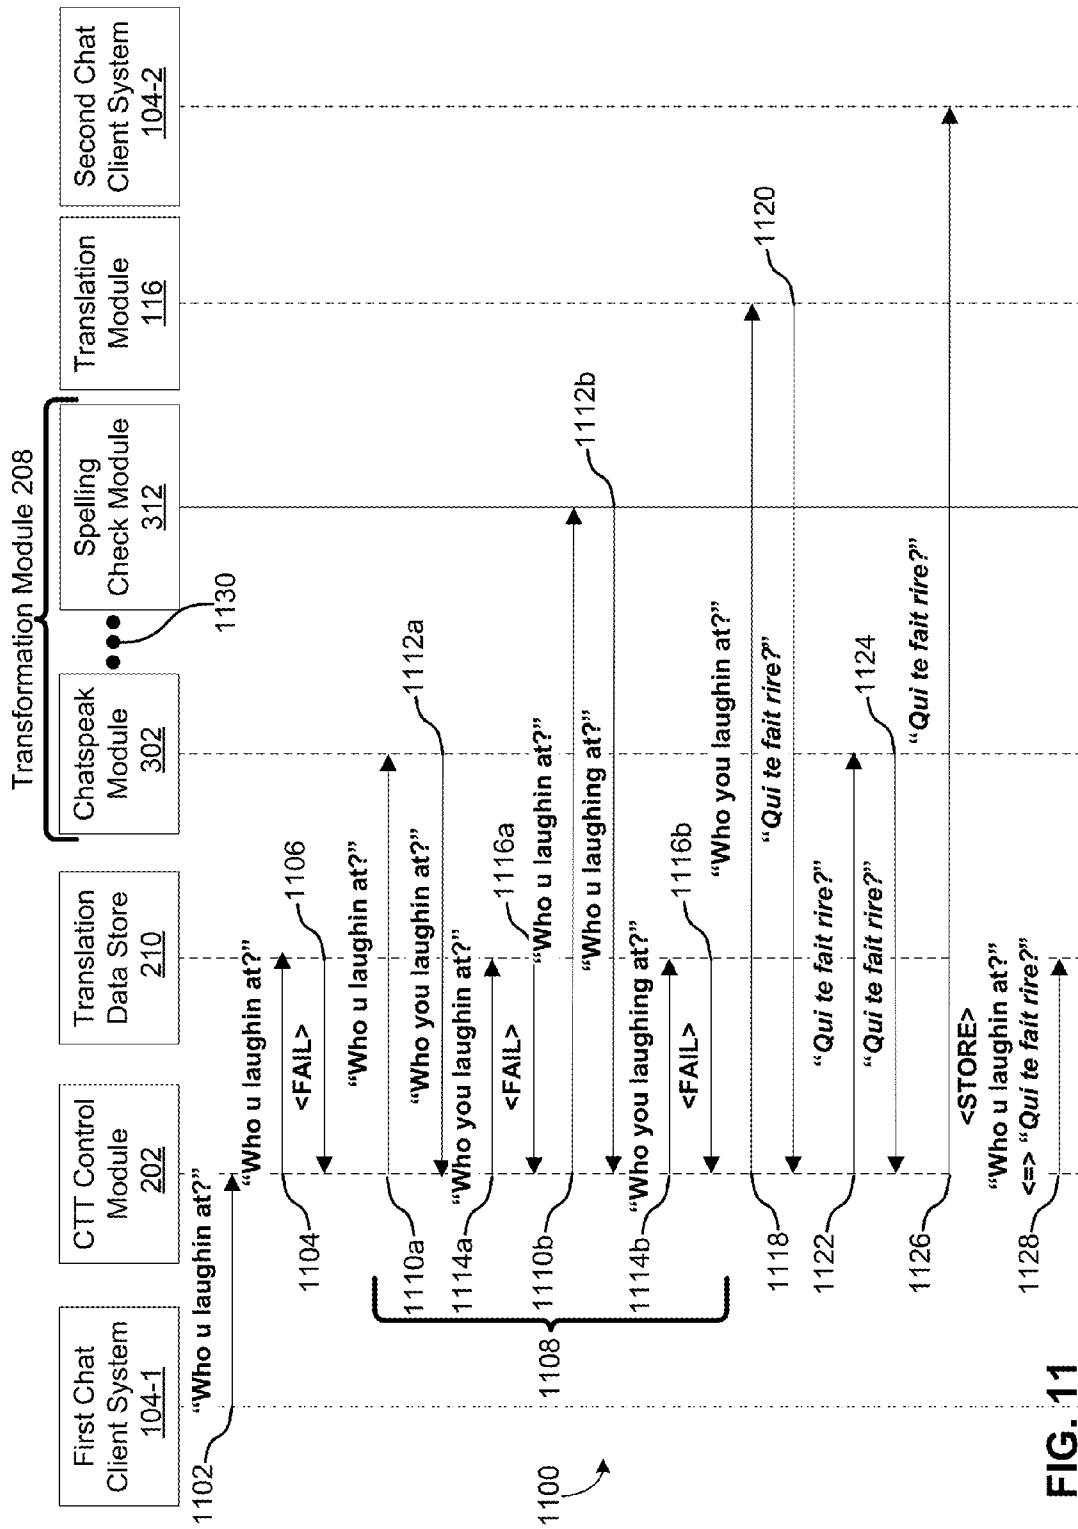 Transformation Module 208
First Chat
Client System
104-1
CTT Control
Module
202
Translation
Data Store
210
Chatspeak
Module
302
Spelling
Check Module
312
Translation
Module
116
Second Chat
Client System
104-2
1130
1102
“Who u laughin at?”
“Who u laughin at?”
1104
<FAIL>
1106
1108
“Who u laughin at?”
1110a
“Who you laughin at?”
1112a
“Who you laughin at?”
1114a
<FAIL>
1116a
“Who u laughin at?”
1110b
“Who u laughing at?”
1112b
“Who you laughing at?”
1114b
<FAIL>
1116b
“Who you laughin at?”
1118
“Qui te fait rire?”
1120
“Qui te fait rire?”
1122
“Qui te fait rire?”
1124
“Qui te fait rire?”
1126
<STORE>
“Who u laughin at?”
<=> “Qui te fait rire?”
1128
1100
FIG. 11